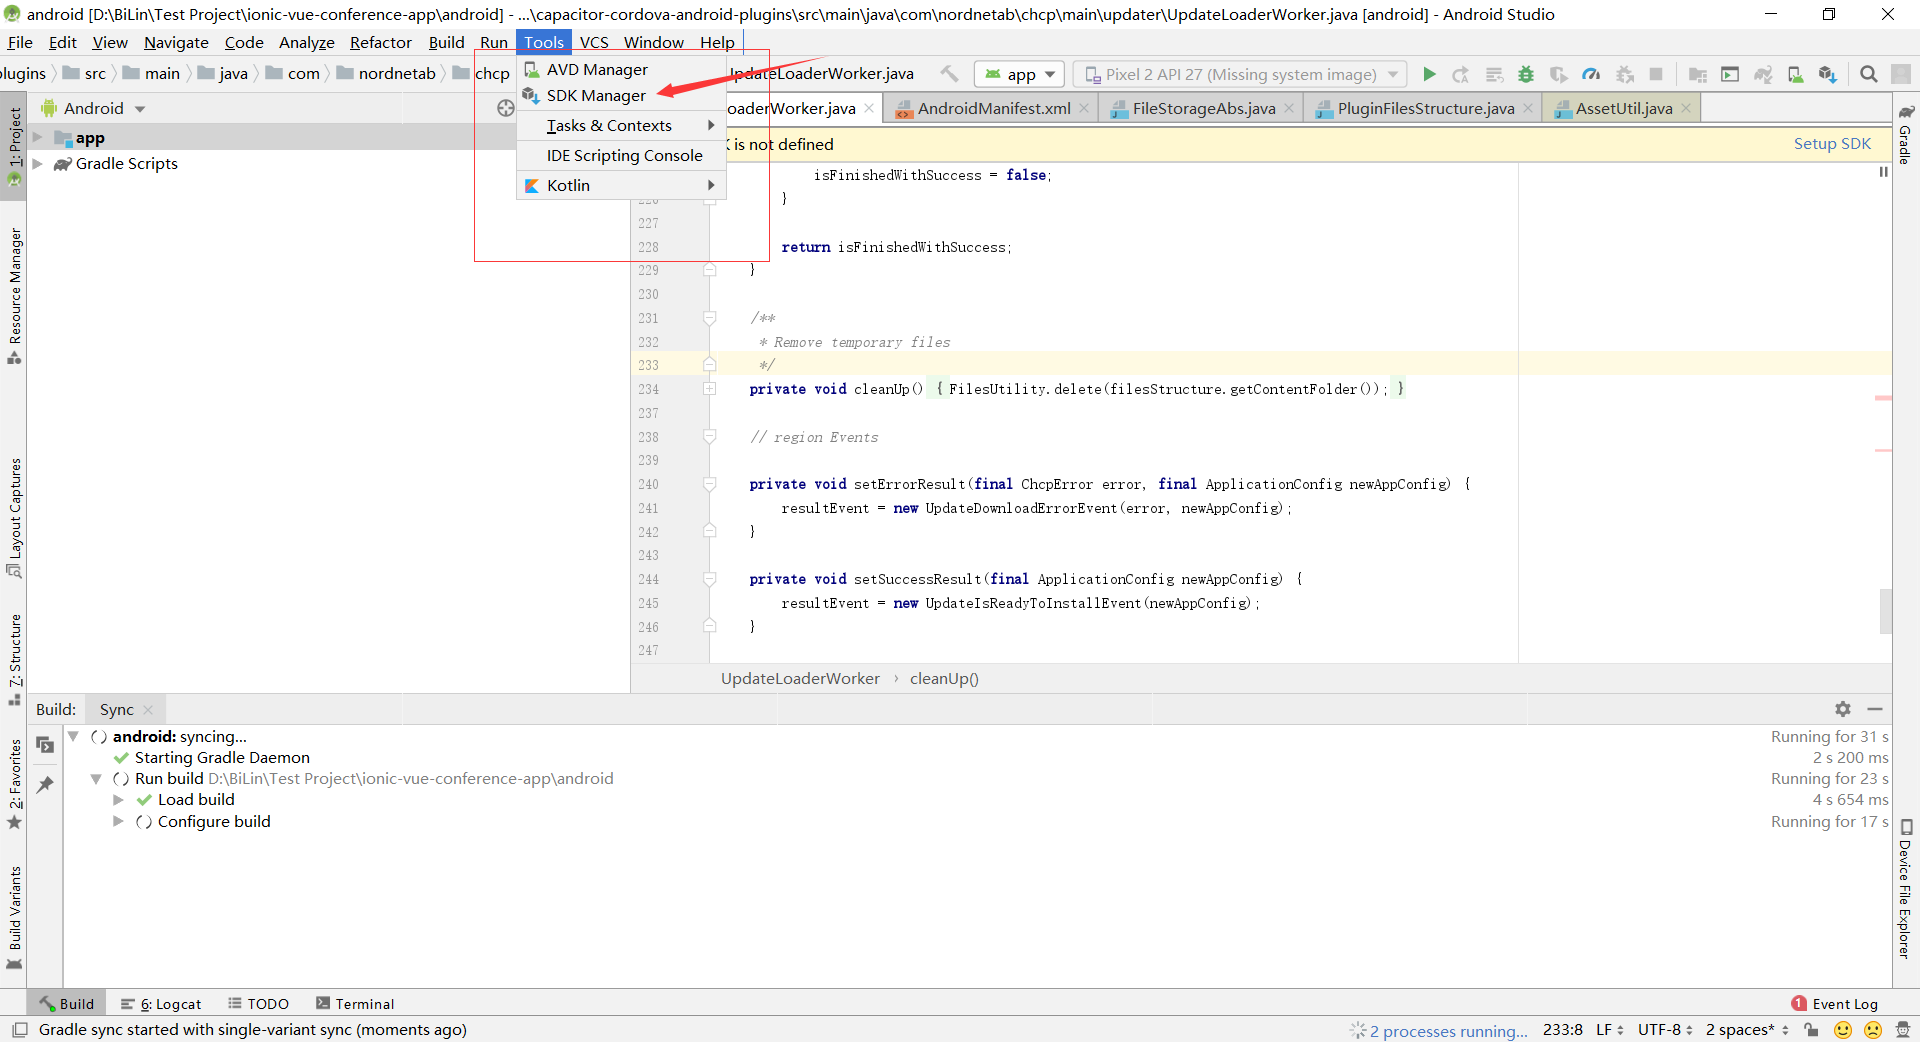 android [D:\BiLin\Test Project\ionic-vue-conference-app\android] - ...\capacitor-cordova-android-plugins\src\main\java\com\nordnetab\chcp\main\updater\UpdateLoaderWorker.java [android] - Android Studio
File Edit View Navigate Code Analyze Refactor Build Run Tools VCS Window Help
plugins src main java com nordnetab chcp UpdateLoaderWorker.java app Pixel 2 API 27 (Missing system image)
AVD Manager
SDK Manager
Tasks & Contexts
IDE Scripting Console
Kotlin
Android
oaderWorker.java AndroidManifest.xml FileStorageAbs.java PluginFilesStructure.java AssetUtil.java
app
Gradle Scripts
K is not defined Setup SDK
isFinishedWithSuccess = false;
226 }
227
228 return isFinishedWithSuccess;
229 }
230
231 /**
232 * Remove temporary files
233 */
234 private void cleanUp() { FilesUtility.delete(filesStructure.getContentFolder()); }
237
238 // region Events
239
240 private void setErrorResult(final ChcpError error, final ApplicationConfig newAppConfig) {
241 resultEvent = new UpdateDownloadErrorEvent(error, newAppConfig);
242 }
243
244 private void setSuccessResult(final ApplicationConfig newAppConfig) {
245 resultEvent = new UpdateIsReadyToInstallEvent(newAppConfig);
246 }
247
UpdateLoaderWorker › cleanUp()
1: Project
Resource Manager
Layout Captures
7: Structure
2: Favorites
Build Variants
Gradle
Device File Explorer
Build: Sync
android: syncing... Running for 31 s
Starting Gradle Daemon 2 s 200 ms
Run build D:\BiLin\Test Project\ionic-vue-conference-app\android Running for 23 s
Load build 4 s 654 ms
Configure build Running for 17 s
Build 6: Logcat TODO Terminal 1 Event Log
Gradle sync started with single-variant sync (moments ago) 2 processes running... 233:8 LF UTF-8 2 spaces*